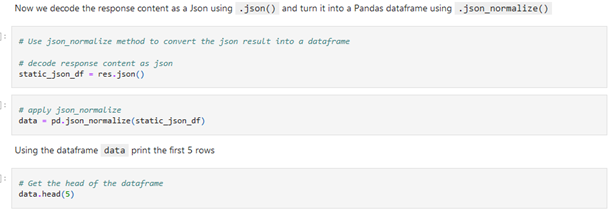 Now we decode the response content as a Json using .json() and turn it into a Pandas dataframe using .json_normalize()
]:
# Use json_normalize method to convert the json result into a dataframe
# decode response content as json
static_json_df = res.json()
]:
# apply json_normalize
data = pd.json_normalize(static_json_df)
Using the dataframe data print the first 5 rows
]:
# Get the head of the dataframe
data.head(5)